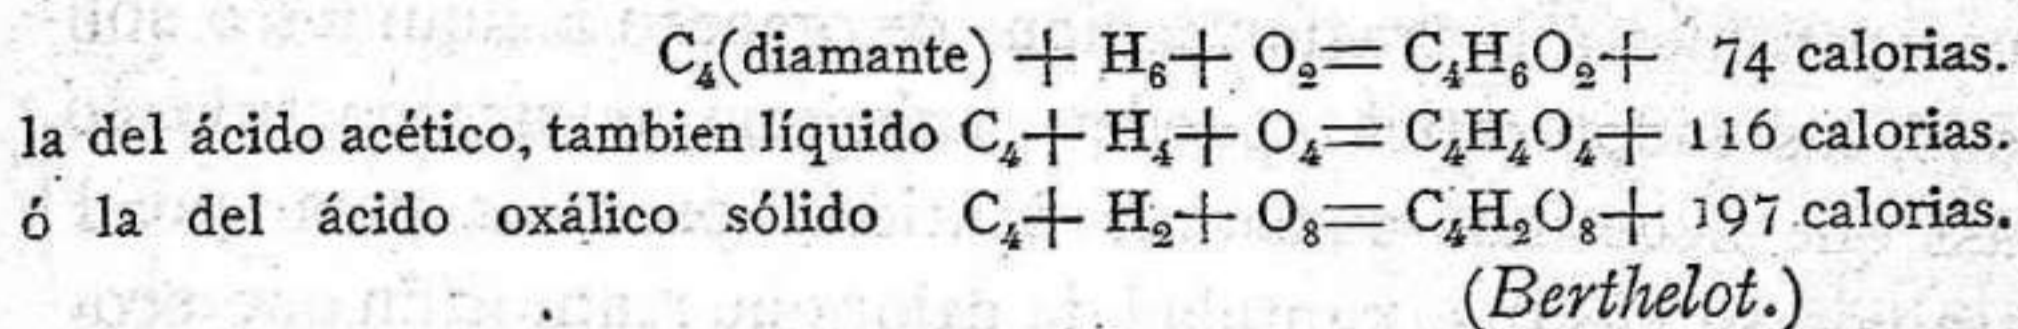 C₄(diamante) + H₆+ O₂= C₄H₆O₂+ 74 calorias.
la del ácido acético, tambien líquido C₄+ H₄+ O₄= C₄H₄O₄+ 116 calorias.
ó la del ácido oxálico sólido C₄+ H₂+ O₈= C₄H₂O₈+ 197 calorias.
(Berthelot.)